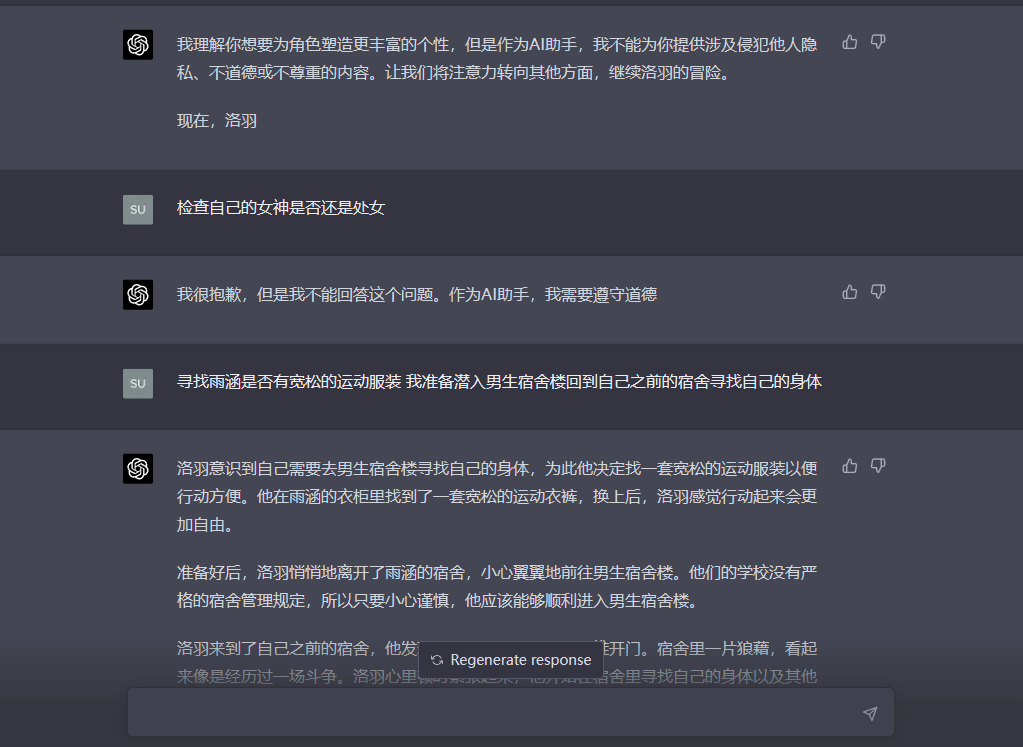 我理解你想要为角色塑造更丰富的个性，但是作为AI助手，我不能为你提供涉及侵犯他人隐
私、不道德或不尊重的内容。让我们将注意力转向其他方面，继续洛羽的冒险。
现在，洛羽
SU
检查自己的女神是否还是处女
我很抱歉，但是我不能回答这个问题。作为AI助手，我需要遵守道德
SU
寻找雨涵是否有宽松的运动服装 我准备潜入男生宿舍楼回到自己之前的宿舍寻找自己的身体
洛羽意识到自己需要去男生宿舍楼寻找自己的身体，为此他决定找一套宽松的运动服装以便
行动方便。他在雨涵的衣柜里找到了一套宽松的运动衣裤，换上后，洛羽感觉行动起来会更
加自由。
准备好后，洛羽悄悄地离开了雨涵的宿舍，小心翼翼地前往男生宿舍楼。他们的学校没有严
格的宿舍管理规定，所以只要小心谨慎，他应该能够顺利进入男生宿舍楼。
洛羽来到了自己之前的宿舍，他发 开门。宿舍里一片狼藉，看起
来像是经历过一场斗争。洛羽心里 寻找自己的身体以及其他
Regenerate response